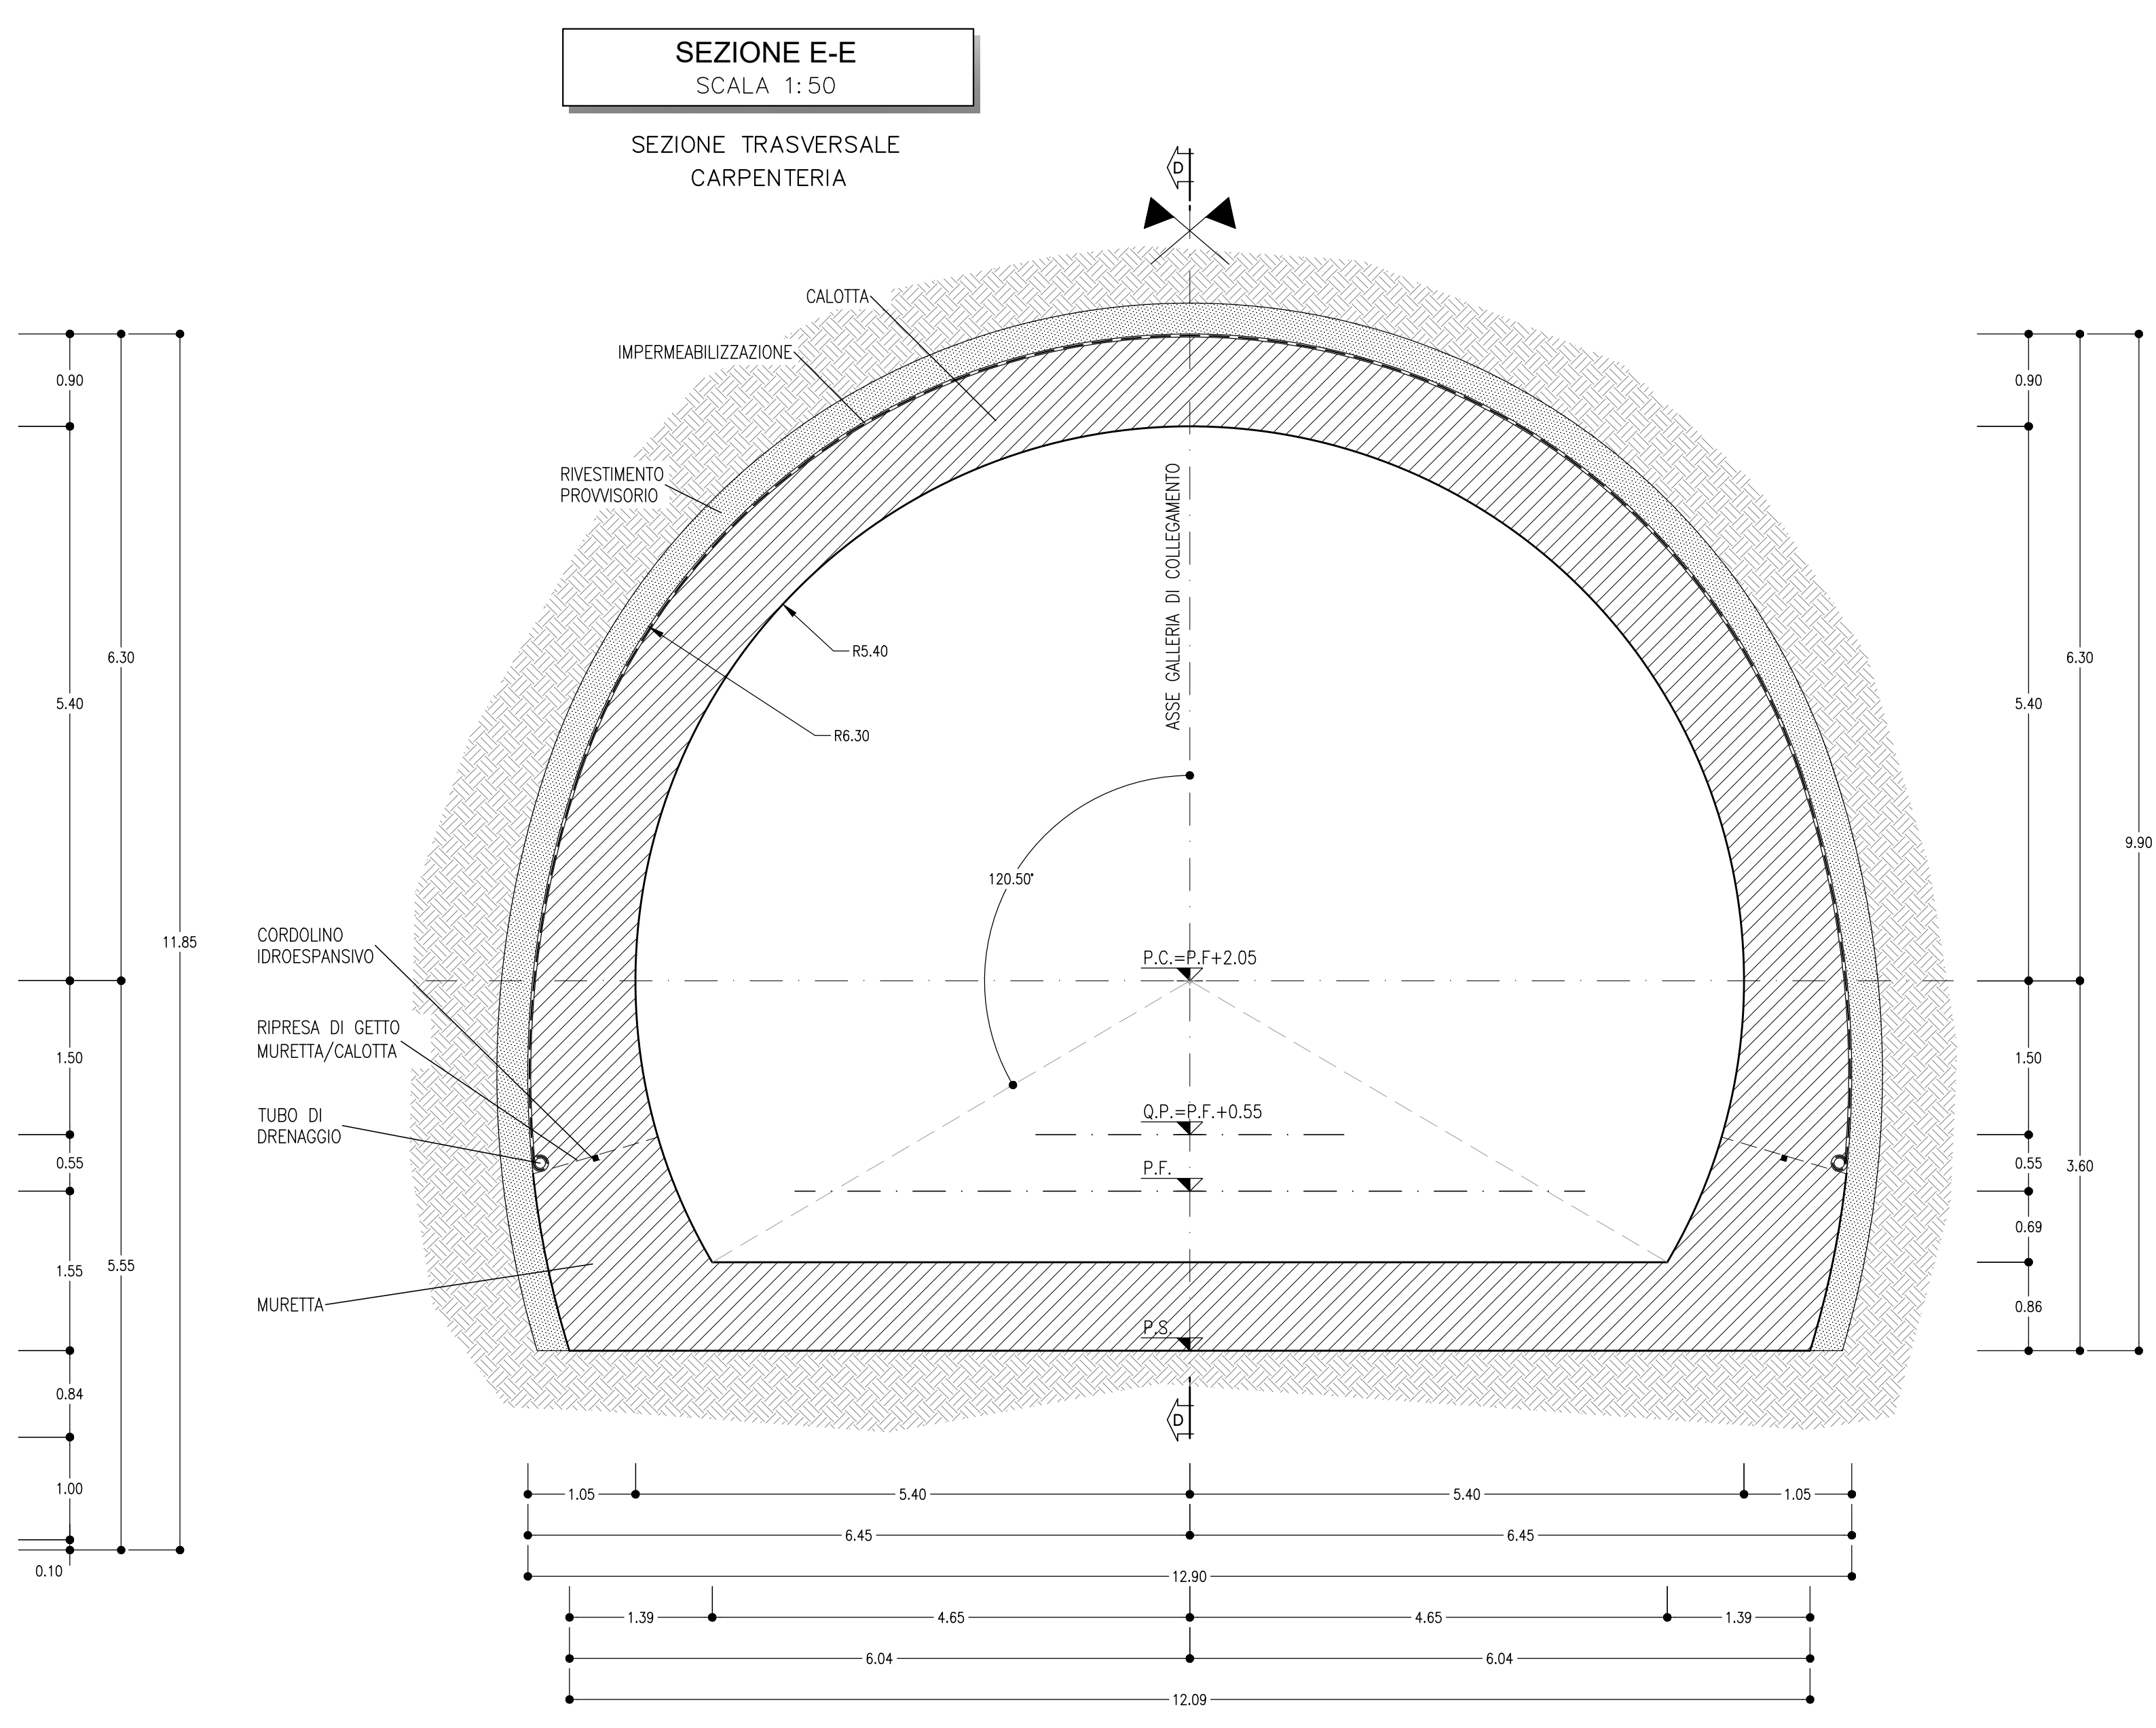 SEZIONE E-E
SCALA 1:50
SEZIONE TRASVERSALE
CARPENTERIA
D
CALOTTA
IMPERMEABILIZZAZIONE
RIVESTIMENTO
PROVVISORIO
ASSE GALLERIA DI COLLEGAMENTO
R5.40
R6.30
120.50°
CORDOLINO
IDROESPANSIVO
RIPRESA DI GETTO
MURETTA/CALOTTA
TUBO DI
DRENAGGIO
MURETTA
P.C.=P.F+2.05
Q.P.=P.F.+0.55
P.F.
P.S.
D
0.90
5.40
6.30
11.85
1.50
0.55
1.55
5.55
0.84
1.00
0.10
0.90
5.40
6.30
9.90
1.50
0.55
3.60
0.69
0.86
1.05
5.40
5.40
1.05
6.45
6.45
12.90
1.39
4.65
4.65
1.39
6.04
6.04
12.09